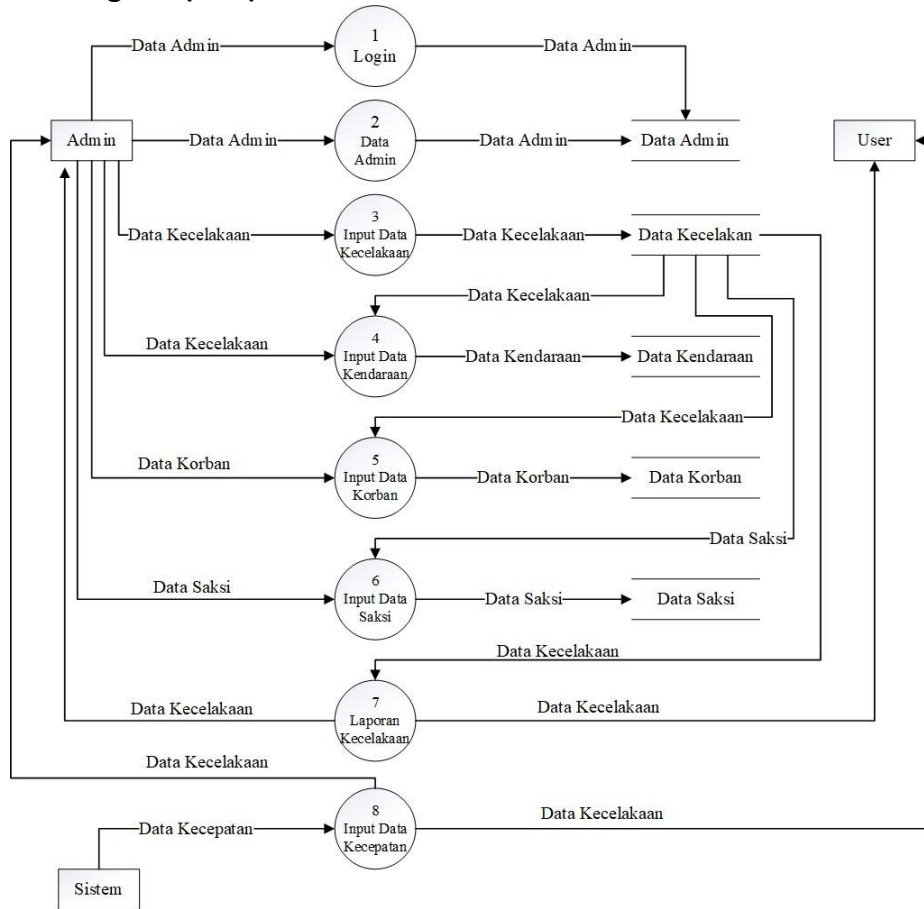 1
Login
Data Admin
Data Admin
Admin
Data Admin
2
Data
Admin
Data Admin
Data Admin
User
Data Kecelakaan
3
Input Data
Kecelakaan
Data Kecelakaan
Data Kecelakan
Data Kecelakaan
Data Kecelakaan
4
Input Data
Kendaraan
Data Kendaraan
Data Kendaraan
Data Kecelakaan
Data Korban
5
Input Data
Korban
Data Korban
Data Korban
Data Saksi
Data Saksi
6
Input Data
Saksi
Data Saksi
Data Saksi
Data Kecelakaan
Data Kecelakaan
7
Laporan
Kecelakaan
Data Kecelakaan
Data Kecelakaan
Data Kecepatan
8
Input Data
Kecepatan
Data Kecelakaan
Sistem